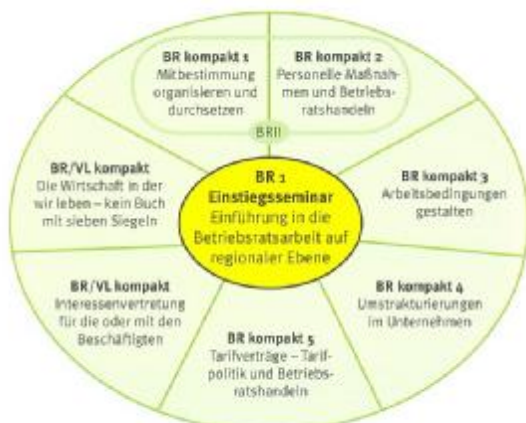 BR kompakt 1
Mitbestimmung
organisieren und
durchsetzen
BR kompakt 2
Personelle Maßnah-
men und Betriebs-
ratshandeln
BRII
BR/VL kompakt
Die Wirtschaft in der
wir leben – kein Buch
mit sieben Siegeln
BR 1
Einstiegsseminar
Einführung in die
Betriebsratsarbeit auf
regionaler Ebene
BR kompakt 3
Arbeitsbedingungen
gestalten
BR/VL kompakt
Interessenvertretung
für die oder mit den
Beschäftigten
BR kompakt 4
Umstrukturierungen
im Unternehmen
BR kompakt 5
Tarifverträge – Tarif-
politik und Betriebs-
ratshandeln